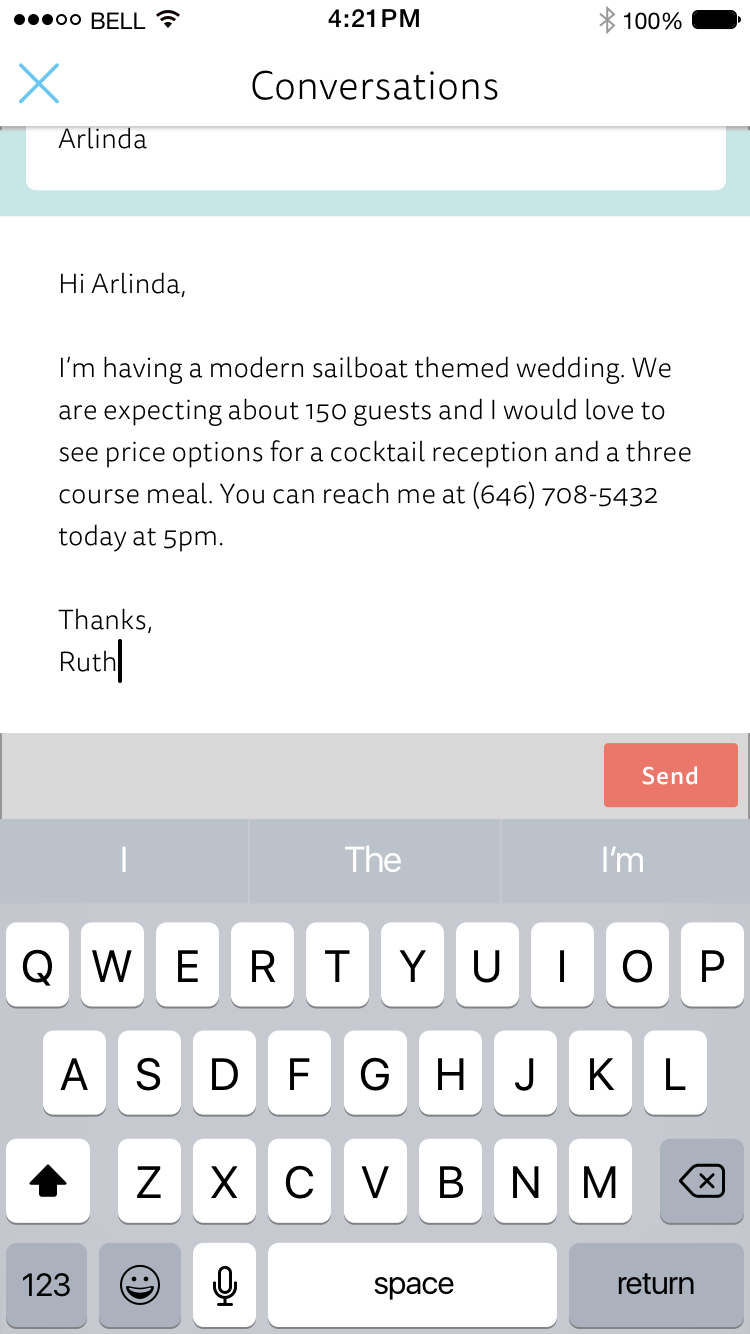 BELL 4:21PM 100%
Conversations
Arlinda
Hi Arlinda,
I'm having a modern sailboat themed wedding. We
are expecting about 150 guests and I would love to
see price options for a cocktail reception and a three
course meal. You can reach me at (646) 708-5432
today at 5pm.
Thanks,
Ruth
Send
I The I'm
Q W E R T Y U I O P
A S D F G H J K L
Z X C V B N M
123 space return